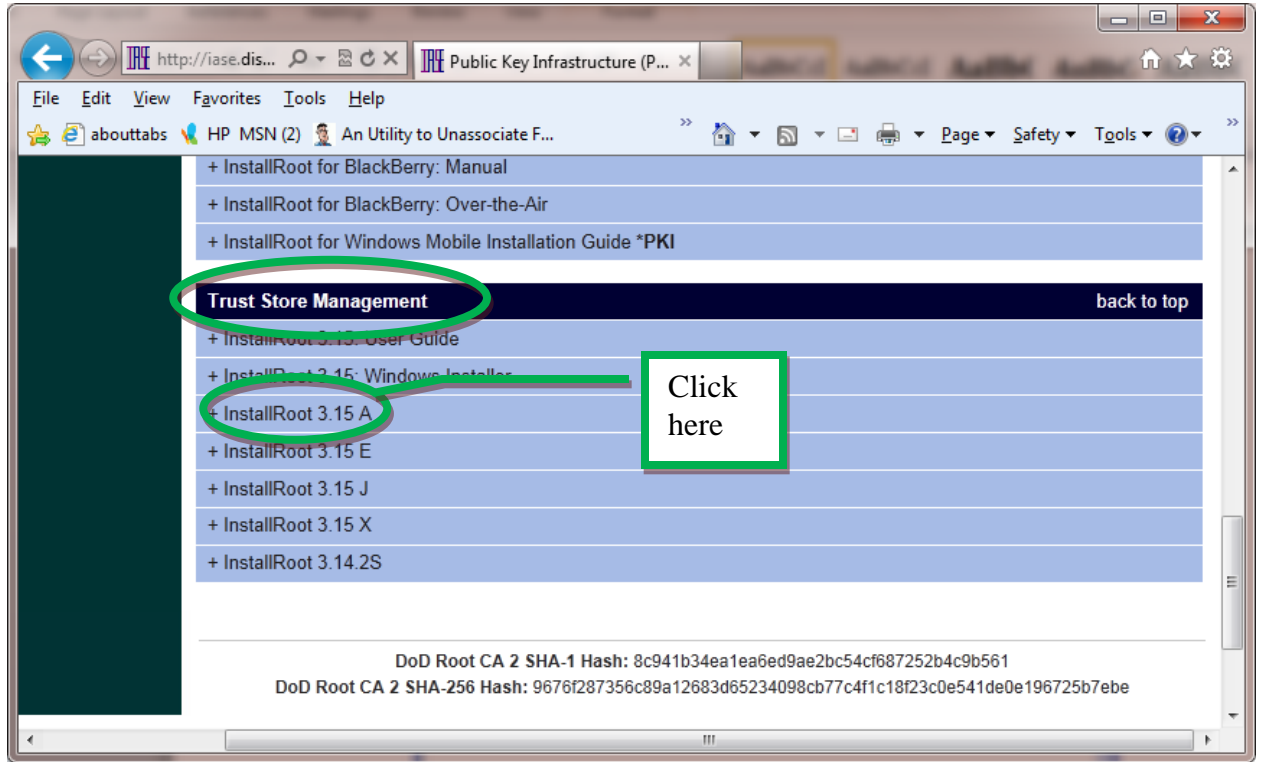 http://iase.dis...
Public Key Infrastructure (P...
File Edit View Favorites Tools Help
abouttabs HP MSN (2) An Utility to Unassociate F... Page Safety Tools
+ InstallRoot for BlackBerry: Manual
+ InstallRoot for BlackBerry: Over-the-Air
+ InstallRoot for Windows Mobile Installation Guide *PKI
Trust Store Management back to top
+ InstallRoot 3.15: User Guide
+ InstallRoot 3.15: Windows Installer
+ InstallRoot 3.15 A
Click
here
+ InstallRoot 3.15 E
+ InstallRoot 3.15 J
+ InstallRoot 3.15 X
+ InstallRoot 3.14.2S
DoD Root CA 2 SHA-1 Hash: 8c941b34ea1ea6ed9ae2bc54cf687252b4c9b561
DoD Root CA 2 SHA-256 Hash: 9676f287356c89a12683d65234098cb77c4f1c18f23c0e541de0e196725b7ebe